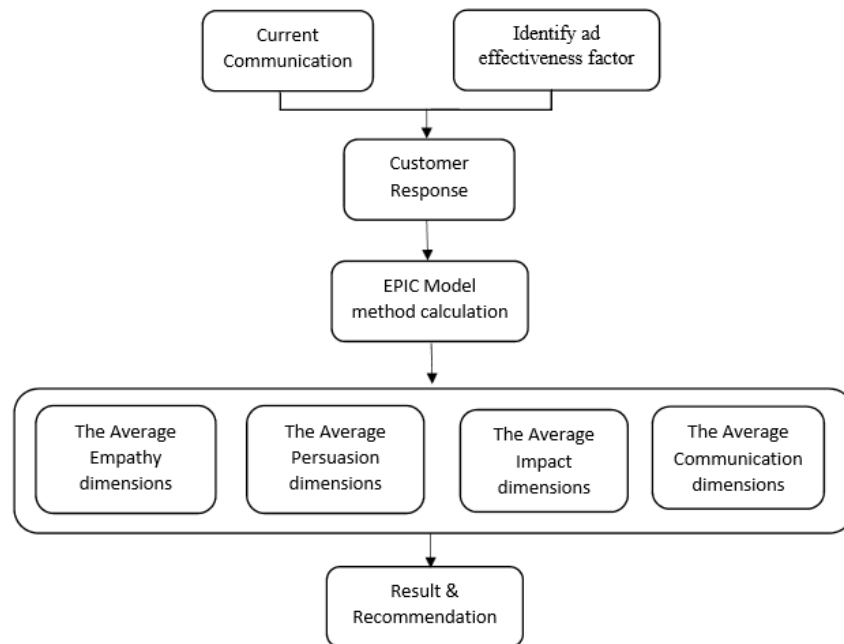 Current
Communication
Identify ad
effectiveness factor
Customer
Response
EPIC Model
method calculation
The Average
Empathy
dimensions
The Average
Persuasion
dimensions
The Average
Impact
dimensions
The Average
Communication
dimensions
Result &
Recommendation